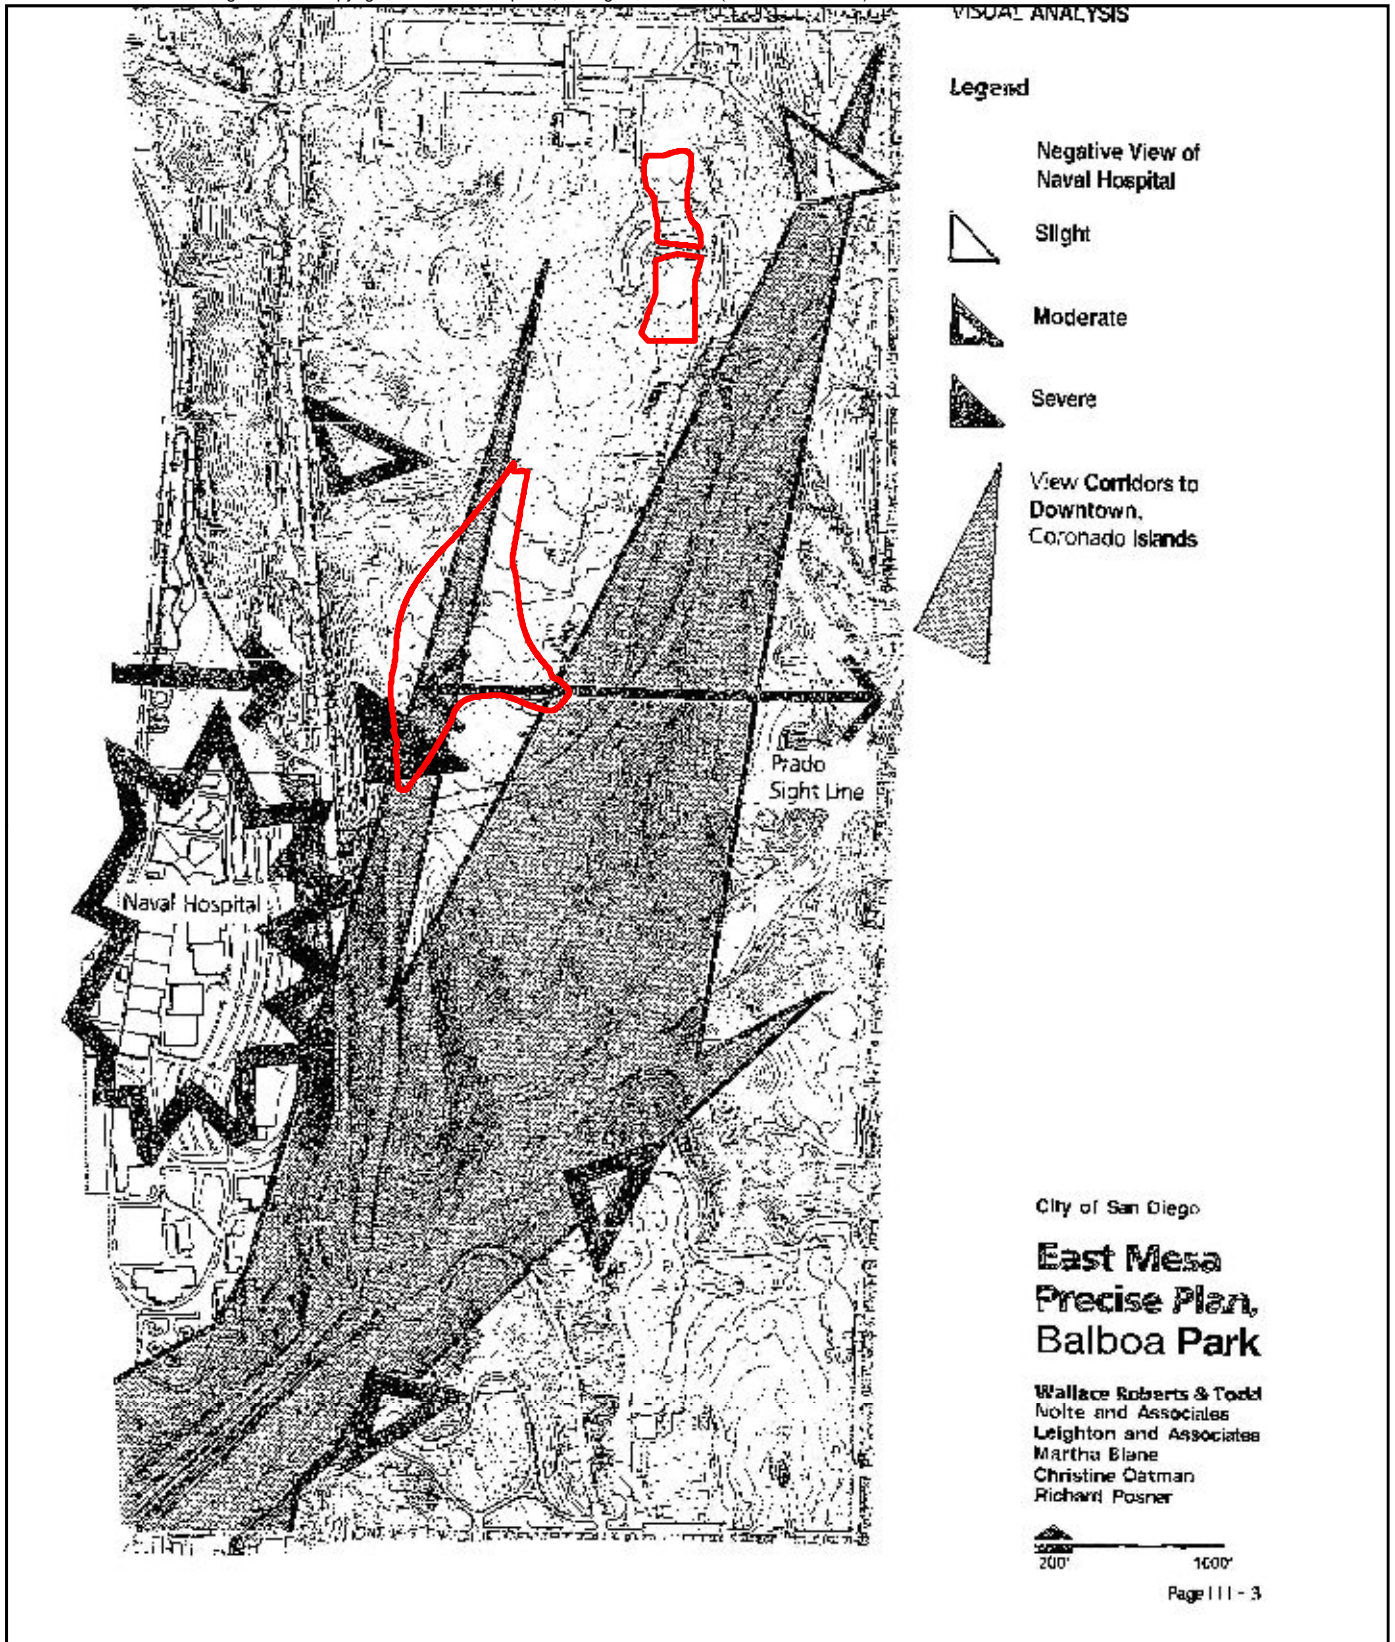 VISUAL ANALYSIS
Legend
Negative View of
Naval Hospital
Slight
Moderate
Severe
View Corridors to
Downtown,
Coronado Islands
Prado
Sight Line
Naval Hospital
City of San Diego
East Mesa
Precise Plan,
Balboa Park
Wallace Roberts & Todd
Nolte and Associates
Leighton and Associates
Martha Blane
Christine Oatman
Richard Posner
200' 1000'
Page III - 3